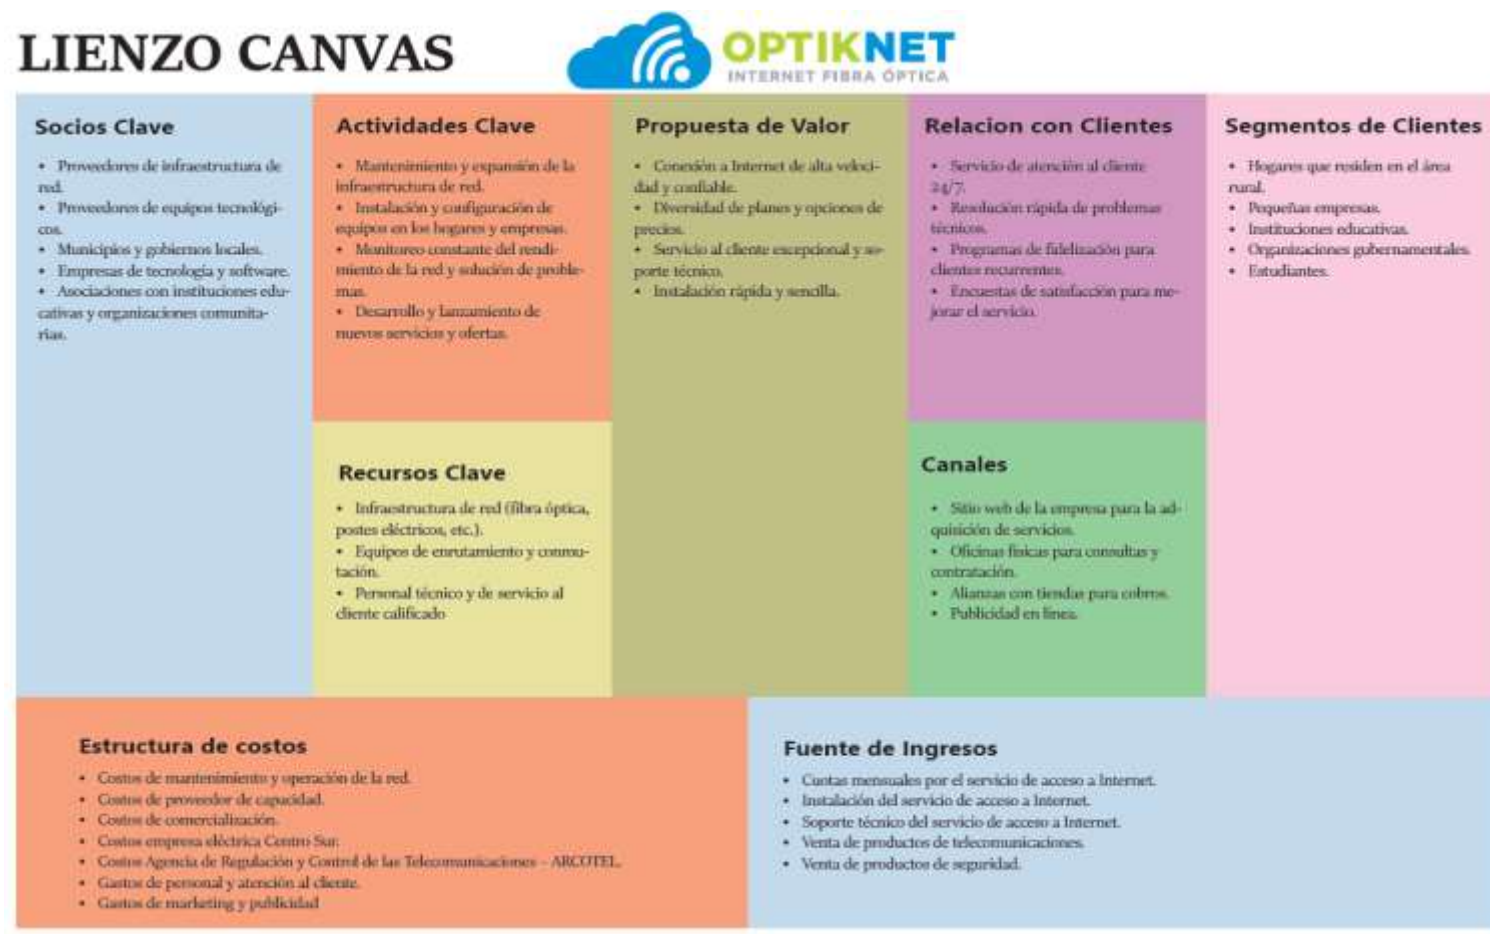 LIENZO CANVAS
OPTIKNET
INTERNET FIBRA ÓPTICA
Socios Clave
• Proveedores de infraestructura de
red.
• Proveedores de equipos tecnológi-
cos.
• Municipios y gobiernos locales.
• Empresas de tecnología y software.
• Asociaciones con instituciones edu-
cativas y organizaciones comunita-
rias.
Actividades Clave
• Mantenimiento y expansión de la
infraestructura de red.
• Instalación y configuración de
equipos en los hogares y empresas.
• Monitoreo constante del rendi-
miento de la red y solución de proble-
mas.
• Desarrollo y lanzamiento de
nuevos servicios y ofertas.
Recursos Clave
• Infraestructura de red (fibra óptica,
postes eléctricos, etc.).
• Equipos de enrutamiento y conmu-
tación.
• Personal técnico y de servicio al
cliente calificado
Propuesta de Valor
• Conexión a Internet de alta veloci-
dad y confiable.
• Diversidad de planes y opciones de
precios.
• Servicio al cliente excepcional y so-
porte técnico.
• Instalación rápida y sencilla.
Relacion con Clientes
• Servicio de atención al cliente
24/7.
• Resolución rápida de problemas
técnicos.
• Programas de fidelización para
clientes recurrentes.
• Encuestas de satisfacción para me-
jorar el servicio.
Canales
• Sitio web de la empresa para la ad-
quisición de servicios.
• Oficinas físicas para consultas y
contratación.
• Alianzas con tiendas para cobros.
• Publicidad en línea.
Segmentos de Clientes
• Hogares que residen en el área
rural.
• Pequeñas empresas.
• Instituciones educativas.
• Organizaciones gubernamentales.
• Estudiantes.
Estructura de costos
• Costos de mantenimiento y operación de la red.
• Costos de proveedor de capacidad.
• Costos de comercialización.
• Costos empresa eléctrica Centro Sur.
• Costos Agencia de Regulación y Control de las Telecomunicaciones – ARCOTEL.
• Gastos de personal y atención al cliente.
• Gastos de marketing y publicidad
Fuente de Ingresos
• Cuotas mensuales por el servicio de acceso a Internet.
• Instalación del servicio de acceso a Internet.
• Soporte técnico del servicio de acceso a Internet.
• Venta de productos de telecomunicaciones.
• Venta de productos de seguridad.